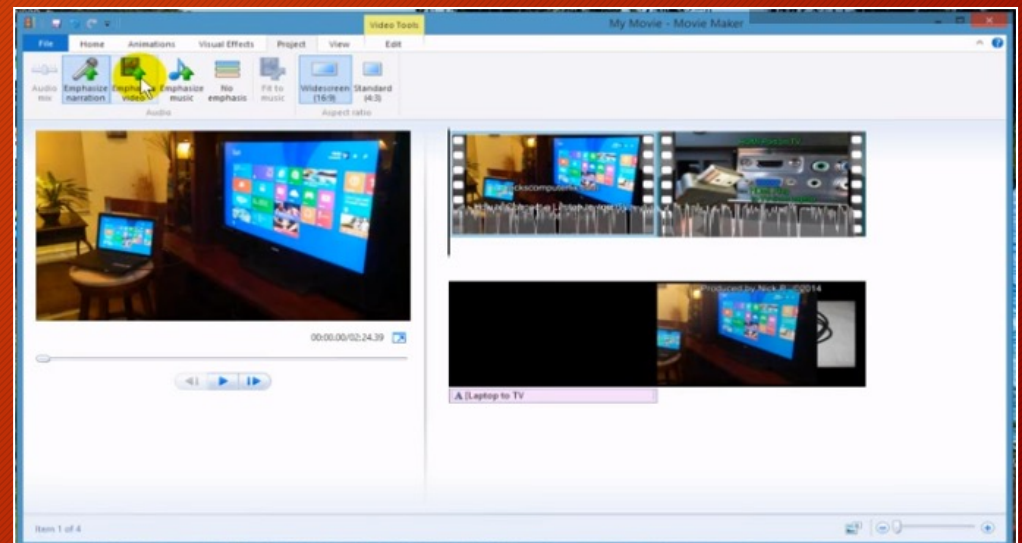 Video Tools
My Movie - Movie Maker
File Home Animations Visual Effects Project View Edit
Audio mix
Emphasize narration
video
Emphasize music
No emphasis
Fit to music
Widescreen (16:9)
Standard (4:3)
Audio
Aspect ratio
Produced by Nick P. ©2014
00:00.00/02:24.39
A [Laptop to TV
Item 1 of 4